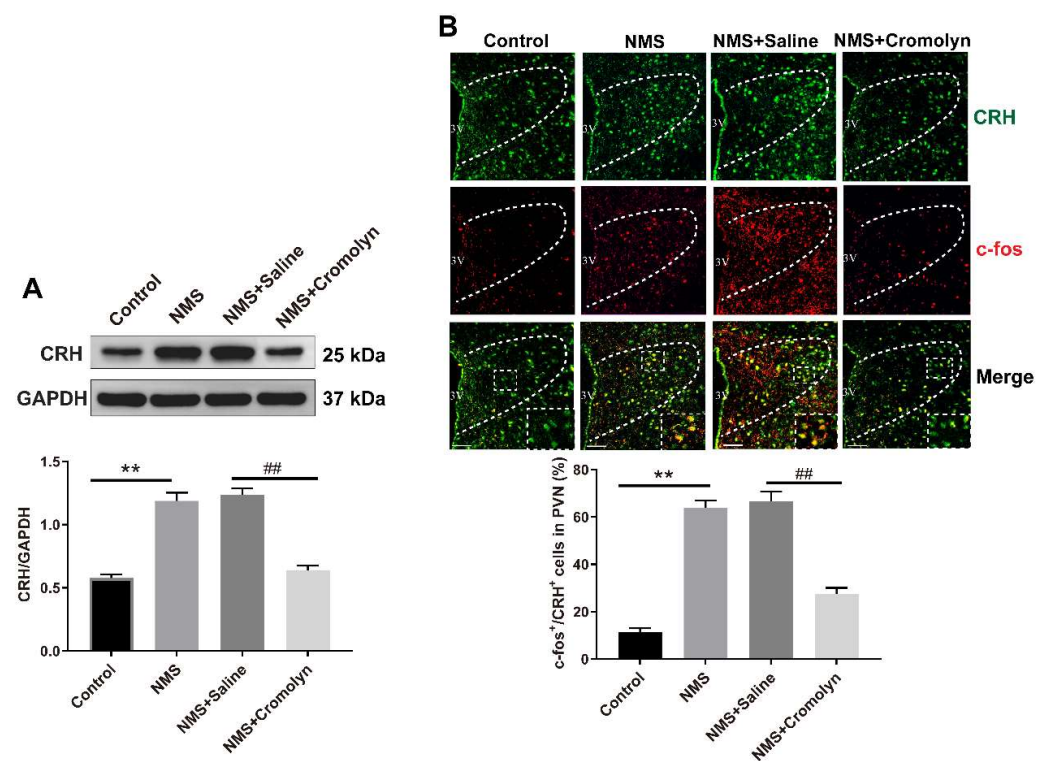 A
Control
NMS
NMS+Saline
NMS+Cromolyn
CRH
25 kDa
GAPDH
37 kDa
CRH/GAPDH
1.5
1.0
0.5
0.0
**
##
Control
NMS
NMS+Saline
NMS+Cromolyn
B
Control NMS NMS+Saline NMS+Cromolyn
3V 3V 3V 3V
CRH
3V 3V 3V 3V
c-fos
3V 3V 3V 3V
Merge
c-fos⁺/CRH⁺ cells in PVN (%)
80
60
40
20
0
**
##
Control
NMS
NMS+Saline
NMS+Cromolyn